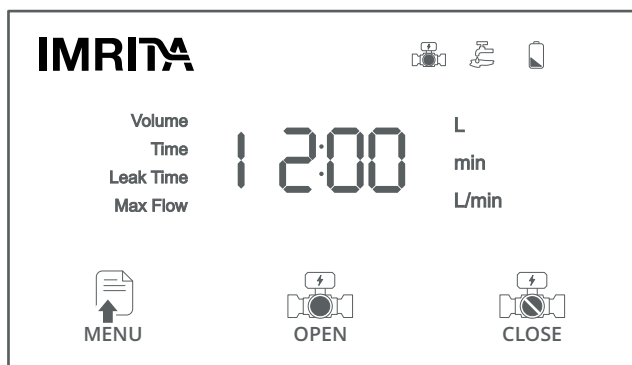 IMRITA
Volume
Time
Leak Time
Max Flow
12:00
L
min
L/min
MENU
OPEN
CLOSE